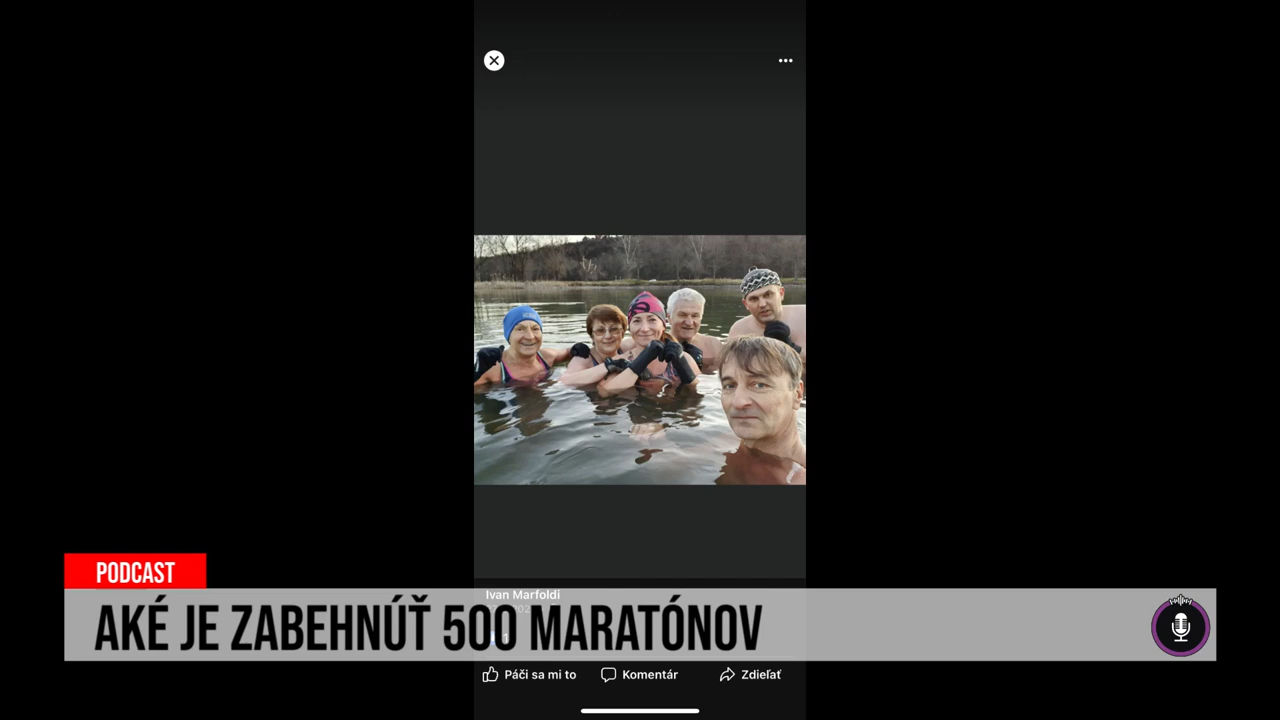 PODCAST
Ivan Marfoldi
AKÉ JE ZABEHNÚŤ 500 MARATÓNOV
Páči sa mi to
Komentár
Zdieľať